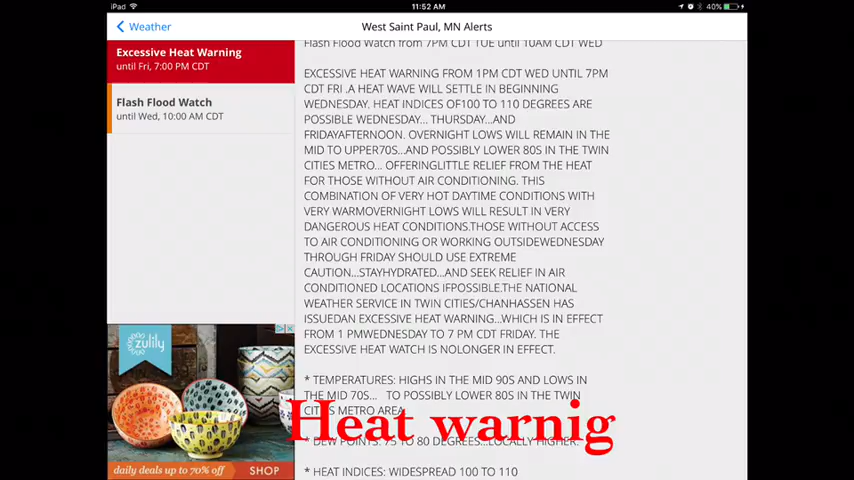 iPad
11:52 AM
40%
Weather
West Saint Paul, MN Alerts
Excessive Heat Warning
until Fri, 7:00 PM CDT
Flash Flood Watch
until Wed, 10:00 AM CDT
Flash Flood Watch from 7PM CDT TUE until 10AM CDT WED
EXCESSIVE HEAT WARNING FROM 1PM CDT WED UNTIL 7PM
CDT FRI .A HEAT WAVE WILL SETTLE IN BEGINNING
WEDNESDAY. HEAT INDICES OF100 TO 110 DEGREES ARE
POSSIBLE WEDNESDAY... THURSDAY...AND
FRIDAYAFTERNOON. OVERNIGHT LOWS WILL REMAIN IN THE
MID TO UPPER70S...AND POSSIBLY LOWER 80S IN THE TWIN
CITIES METRO... OFFERINGLITTLE RELIEF FROM THE HEAT
FOR THOSE WITHOUT AIR CONDITIONING. THIS
COMBINATION OF VERY HOT DAYTIME CONDITIONS WITH
VERY WARMOVERNIGHT LOWS WILL RESULT IN VERY
DANGEROUS HEAT CONDITIONS.THOSE WITHOUT ACCESS
TO AIR CONDITIONING OR WORKING OUTSIDEWEDNESDAY
THROUGH FRIDAY SHOULD USE EXTREME
CAUTION...STAYHYDRATED...AND SEEK RELIEF IN AIR
CONDITIONED LOCATIONS IFPOSSIBLE.THE NATIONAL
WEATHER SERVICE IN TWIN CITIES/CHANHASSEN HAS
ISSUEDAN EXCESSIVE HEAT WARNING...WHICH IS IN EFFECT
FROM 1 PMWEDNESDAY TO 7 PM CDT FRIDAY. THE
EXCESSIVE HEAT WATCH IS NOLONGER IN EFFECT.
* TEMPERATURES: HIGHS IN THE MID 90S AND LOWS IN
THE MID 70S... TO POSSIBLY LOWER 80S IN THE TWIN
CITIES METRO AREA.
Heat warnig
* DEW POINTS: 75 TO 80 DEGREES...LOCALLY HIGHER.
* HEAT INDICES: WIDESPREAD 100 TO 110
zulily
daily deals up to 70% off
SHOP